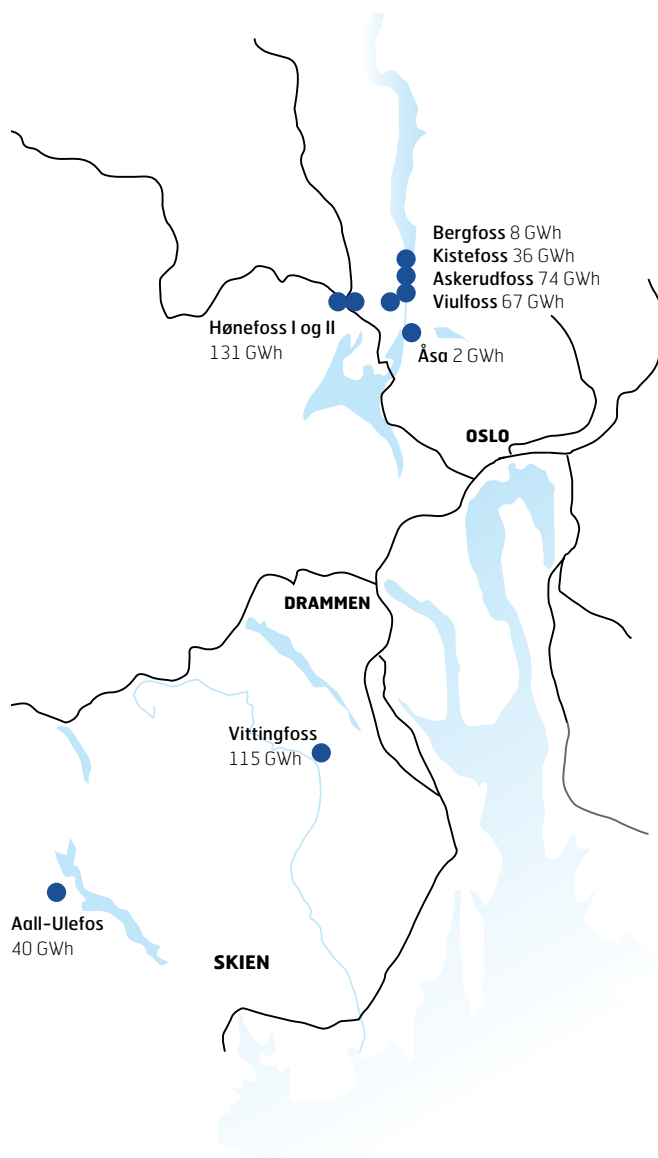 Bergfoss 8 GWh
Kistefoss 36 GWh
Askerudfoss 74 GWh
Viulfoss 67 GWh
Hønefoss I og II
131 GWh
Åsa 2 GWh
OSLO
DRAMMEN
Vittingfoss
115 GWh
Aall-Ulefos
40 GWh
SKIEN